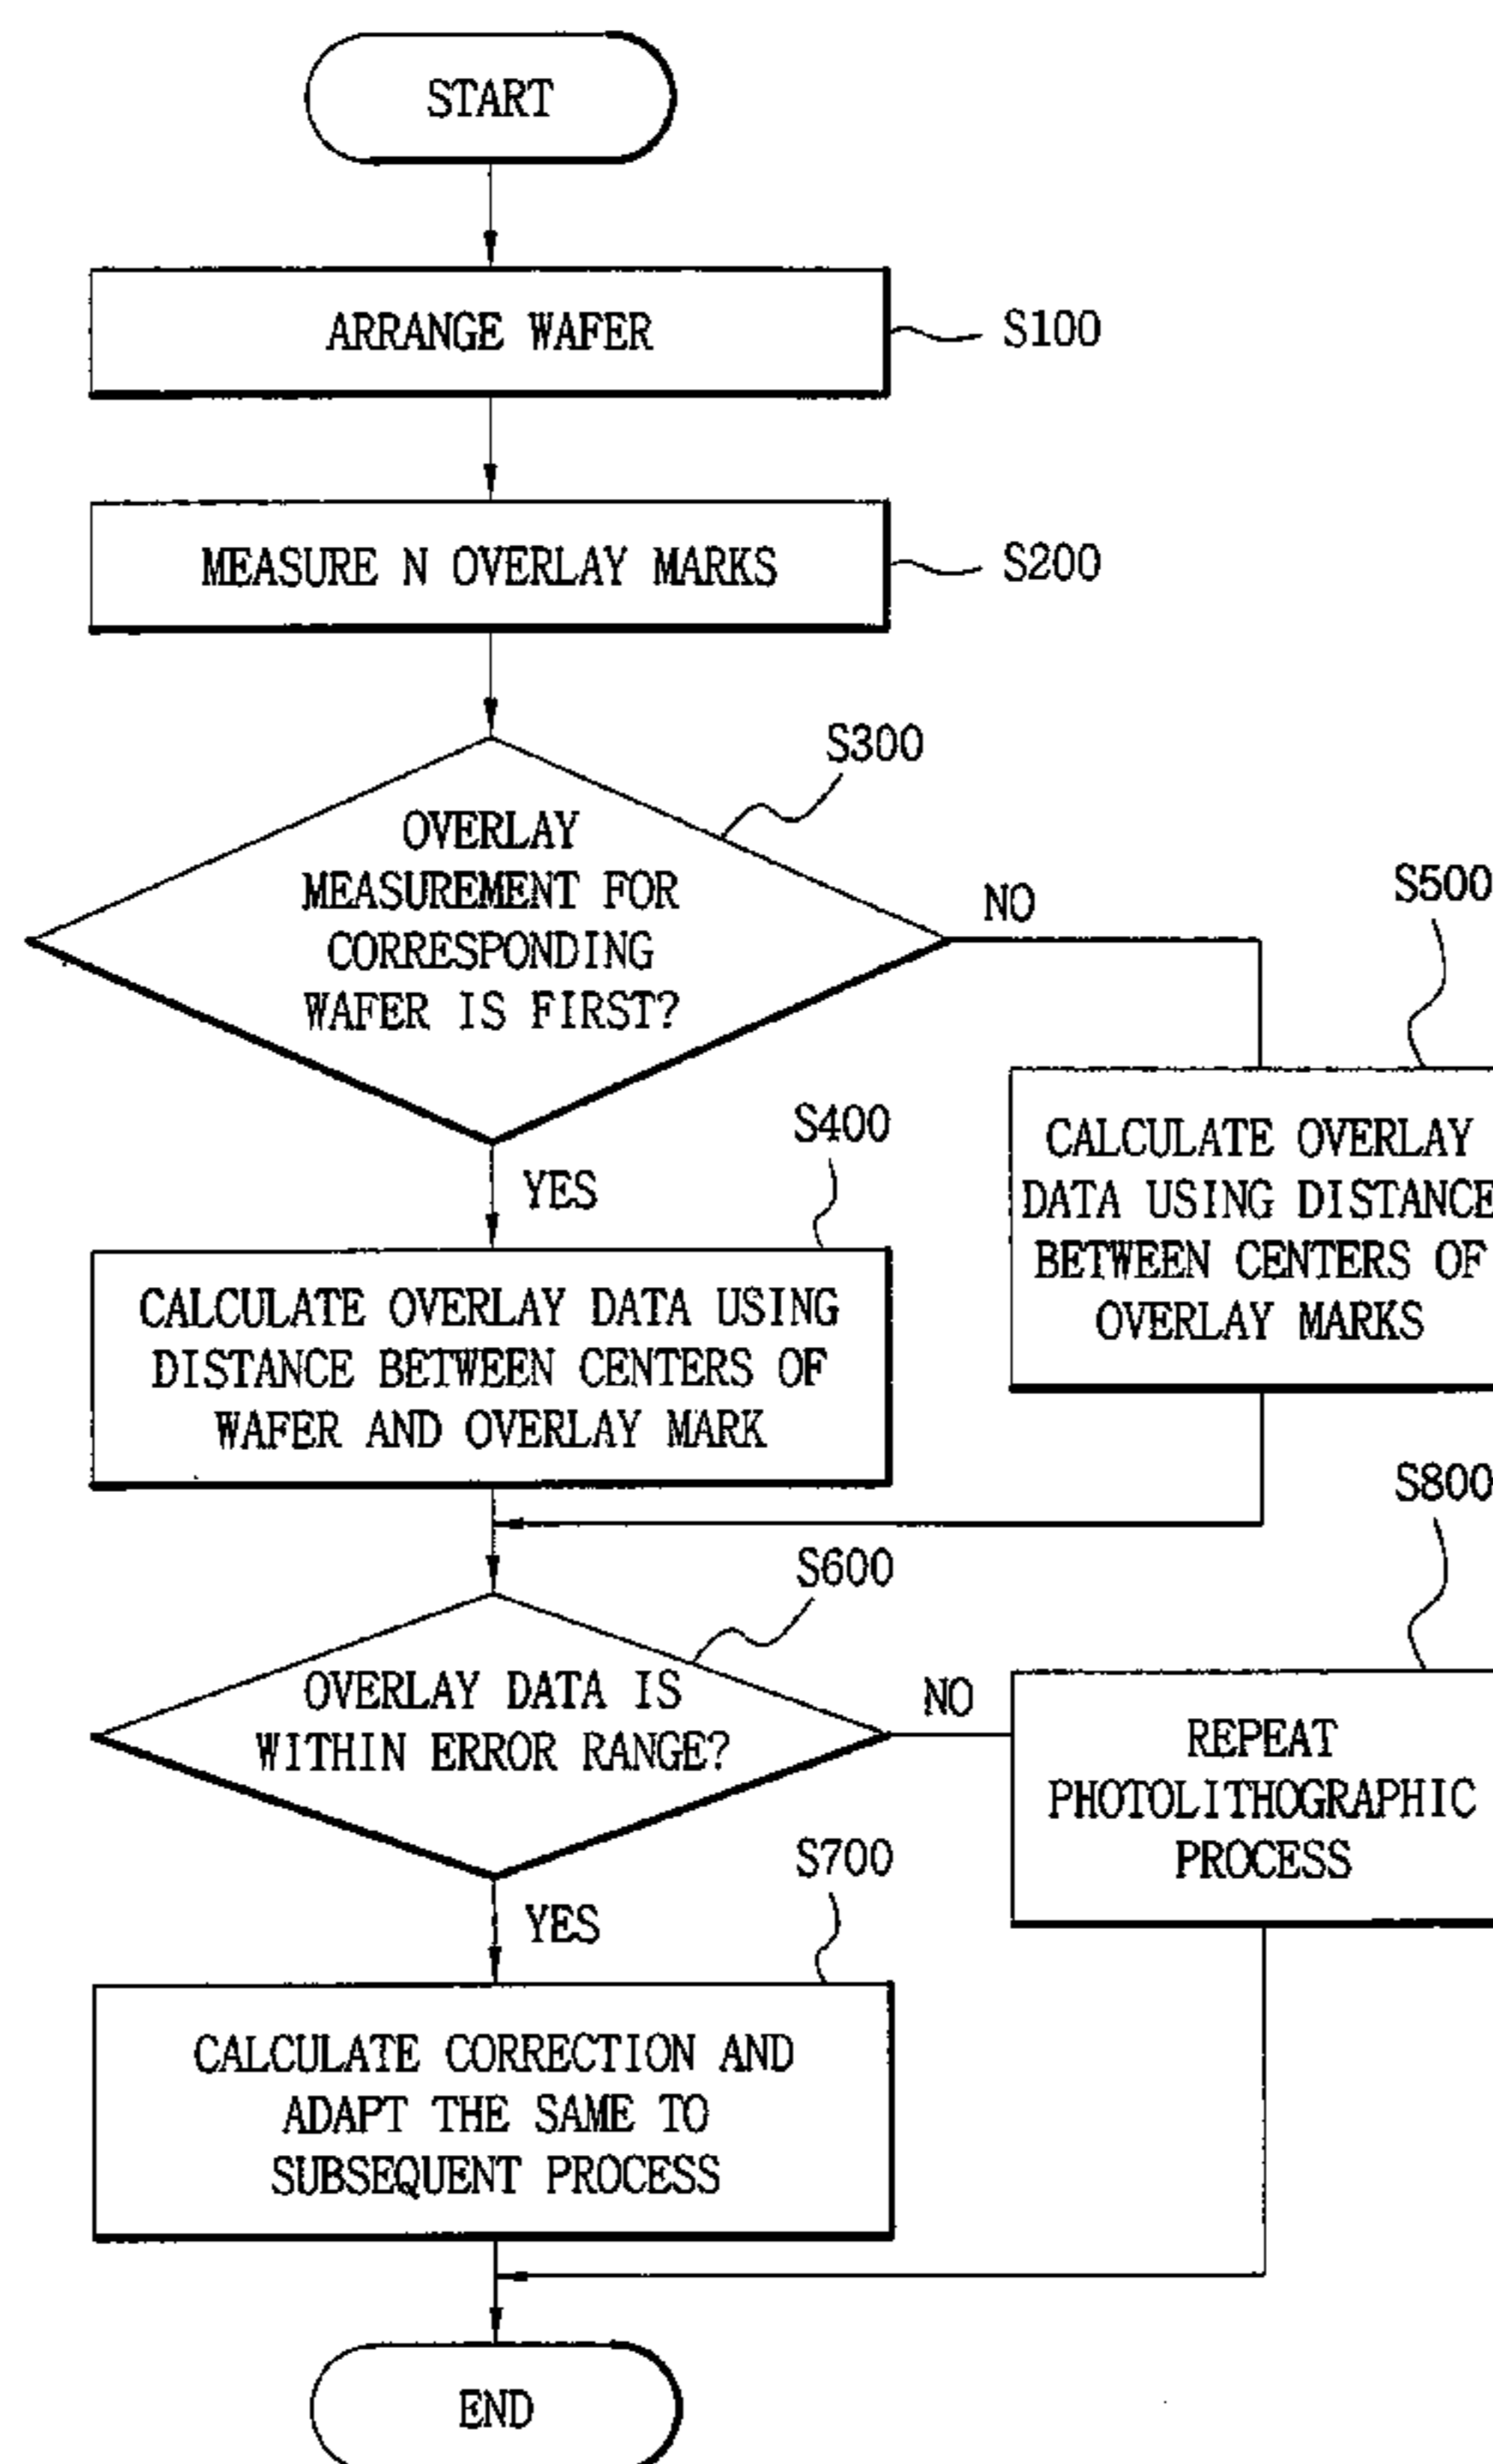 START
ARRANGE WAFER
S100
MEASURE N OVERLAY MARKS
S200
S300
OVERLAY
MEASUREMENT FOR
CORRESPONDING
WAFER IS FIRST?
NO
S500
CALCULATE OVERLAY
DATA USING DISTANCE
BETWEEN CENTERS OF
OVERLAY MARKS
YES
S400
CALCULATE OVERLAY DATA USING
DISTANCE BETWEEN CENTERS OF
WAFER AND OVERLAY MARK
S600
OVERLAY DATA IS
WITHIN ERROR RANGE?
NO
S800
REPEAT
PHOTOLITHOGRAPHIC
PROCESS
YES
S700
CALCULATE CORRECTION AND
ADAPT THE SAME TO
SUBSEQUENT PROCESS
END